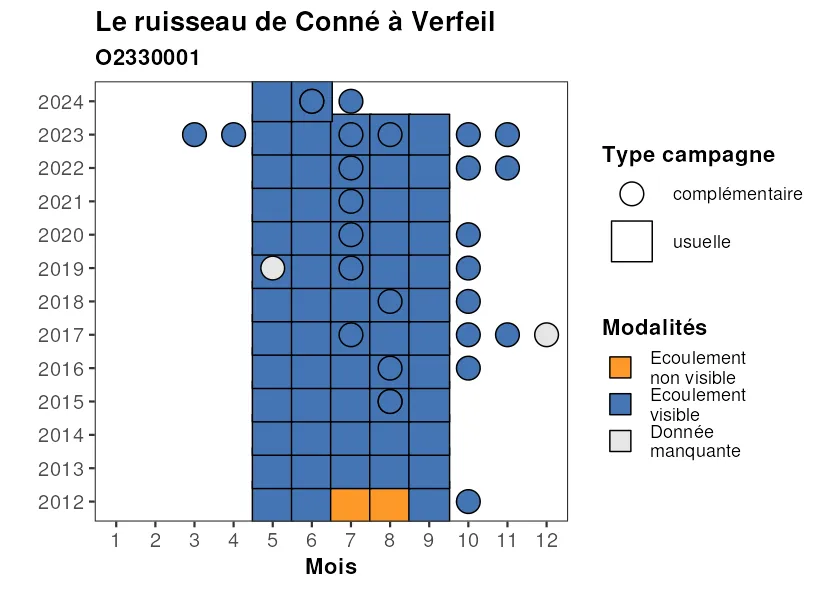 Le ruisseau de Conné à Verfeil
O2330001
2024
2023
2022
2021
2020
2019
2018
2017
2016
2015
2014
2013
2012
1 2 3 4 5 6 7 8 9 10 11 12
Mois
Type campagne
complémentaire
usuelle
Modalités
Ecoulement
non visible
Ecoulement
visible
Donnée
manquante